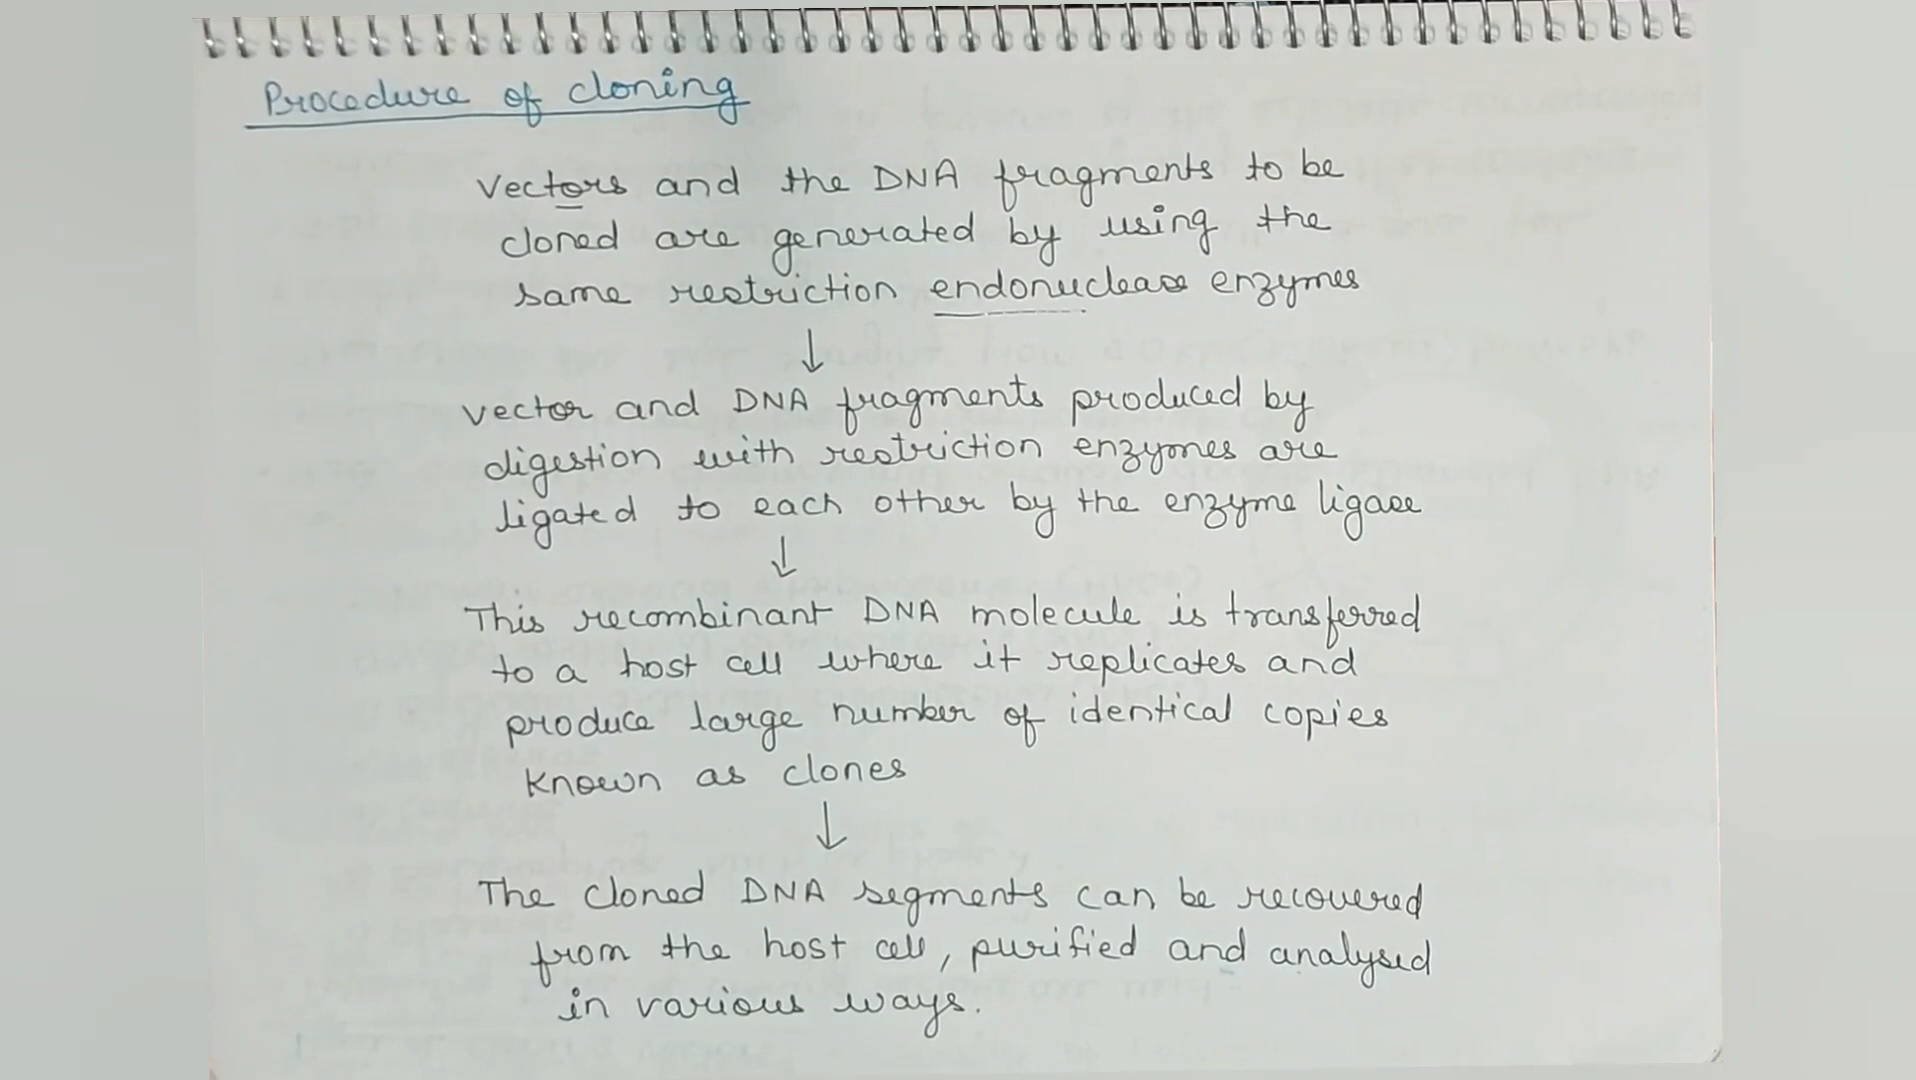 Procedure of cloning
Vectors and the DNA fragments to be
cloned are generated by using the
same restriction endonuclease enzymes
↓
vector and DNA fragments produced by
digestion with restriction enzymes are
ligated to each other by the enzyme ligase
↓
This recombinant DNA molecule is transferred
to a host cell where it replicates and
produce large number of identical copies
known as clones
↓
The cloned DNA segments can be recovered
from the host cell, purified and analysed
in various ways.